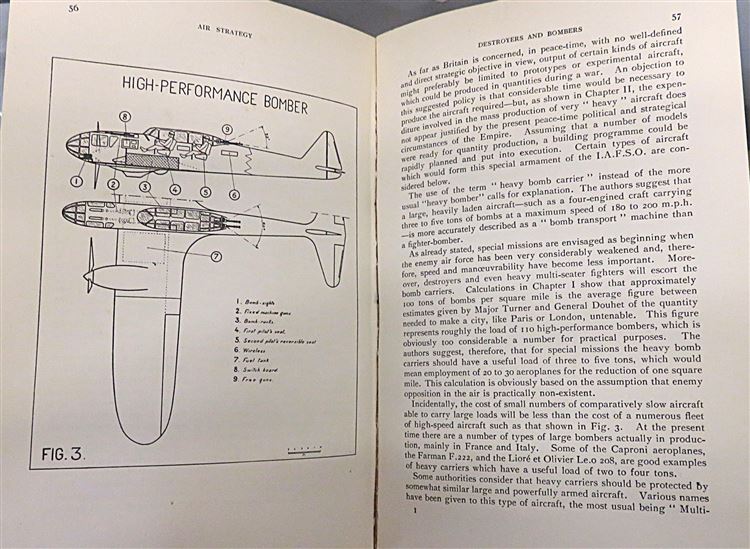 56
AIR STRATEGY
HIGH-PERFORMANCE BOMBER
8
9
1
2
3
4
5
6
7
1. Bomb-sights
2. Fixed machine guns
3. Bomb-racks.
4. First pilot's seat.
5. Second pilot's reversible seat
6. Wireless
7. Fuel tank
8. Switch board.
9. Free guns.
FIG. 3.
57
DESTROYERS AND BOMBERS
As far as Britain is concerned, in peace-time, with no well-defined
and direct strategic objective in view, output of certain kinds of aircraft
might preferably be limited to prototypes or experimental aircraft,
which could be produced in quantities during a war. An objection to
this suggested policy is that considerable time would be necessary to
produce the aircraft required—but, as shown in Chapter II, the expen-
diture involved in the mass production of very " heavy " aircraft does
not appear justified by the present peace-time political and strategical
circumstances of the Empire. Assuming that a number of models
were ready for quantity production, a building programme could be
rapidly planned and put into execution. Certain types of aircraft
which would form this special armament of the I.A.F.S.O. are con-
sidered below.
The use of the term " heavy bomb carrier " instead of the more
usual "heavy bomber" calls for explanation. The authors suggest that
a large, heavily laden aircraft—such as a four-engined craft carrying
three to five tons of bombs at a maximum speed of 180 to 200 m.p.h.
—is more accurately described as a " bomb transport " machine than
a fighter-bomber.
As already stated, special missions are envisaged as beginning when
the enemy air force has been very considerably weakened and, there-
fore, speed and manœuvrability have become less important. More-
over, destroyers and even heavy multi-seater fighters will escort the
bomb carriers. Calculations in Chapter I show that approximately
100 tons of bombs per square mile is the average figure between
estimates given by Major Turner and General Douhet of the quantity
needed to make a city, like Paris or London, untenable. This figure
represents roughly the load of 110 high-performance bombers, which is
obviously too considerable a number for practical purposes. The
authors suggest, therefore, that for special missions the heavy bomb
carriers should have a useful load of three to five tons, which would
mean employment of 20 to 30 aeroplanes for the reduction of one square
mile. This calculation is obviously based on the assumption that enemy
opposition in the air is practically non-existent.
Incidentally, the cost of small numbers of comparatively slow aircraft
able to carry large loads will be less than the cost of a numerous fleet
of high-speed aircraft such as that shown in Fig. 3. At the present
time there are a number of types of large bombers actually in produc-
tion, mainly in France and Italy. Some of the Caproni aeroplanes,
the Farman F.222, and the Lioré et Olivier Le.o 208, are good examples
of heavy carriers which have a useful load of two to four tons.
Some authorities consider that heavy carriers should be protected by
somewhat similar large and powerfully armed aircraft. Various names
have been given to this type of aircraft, the most usual being " Multi-
1